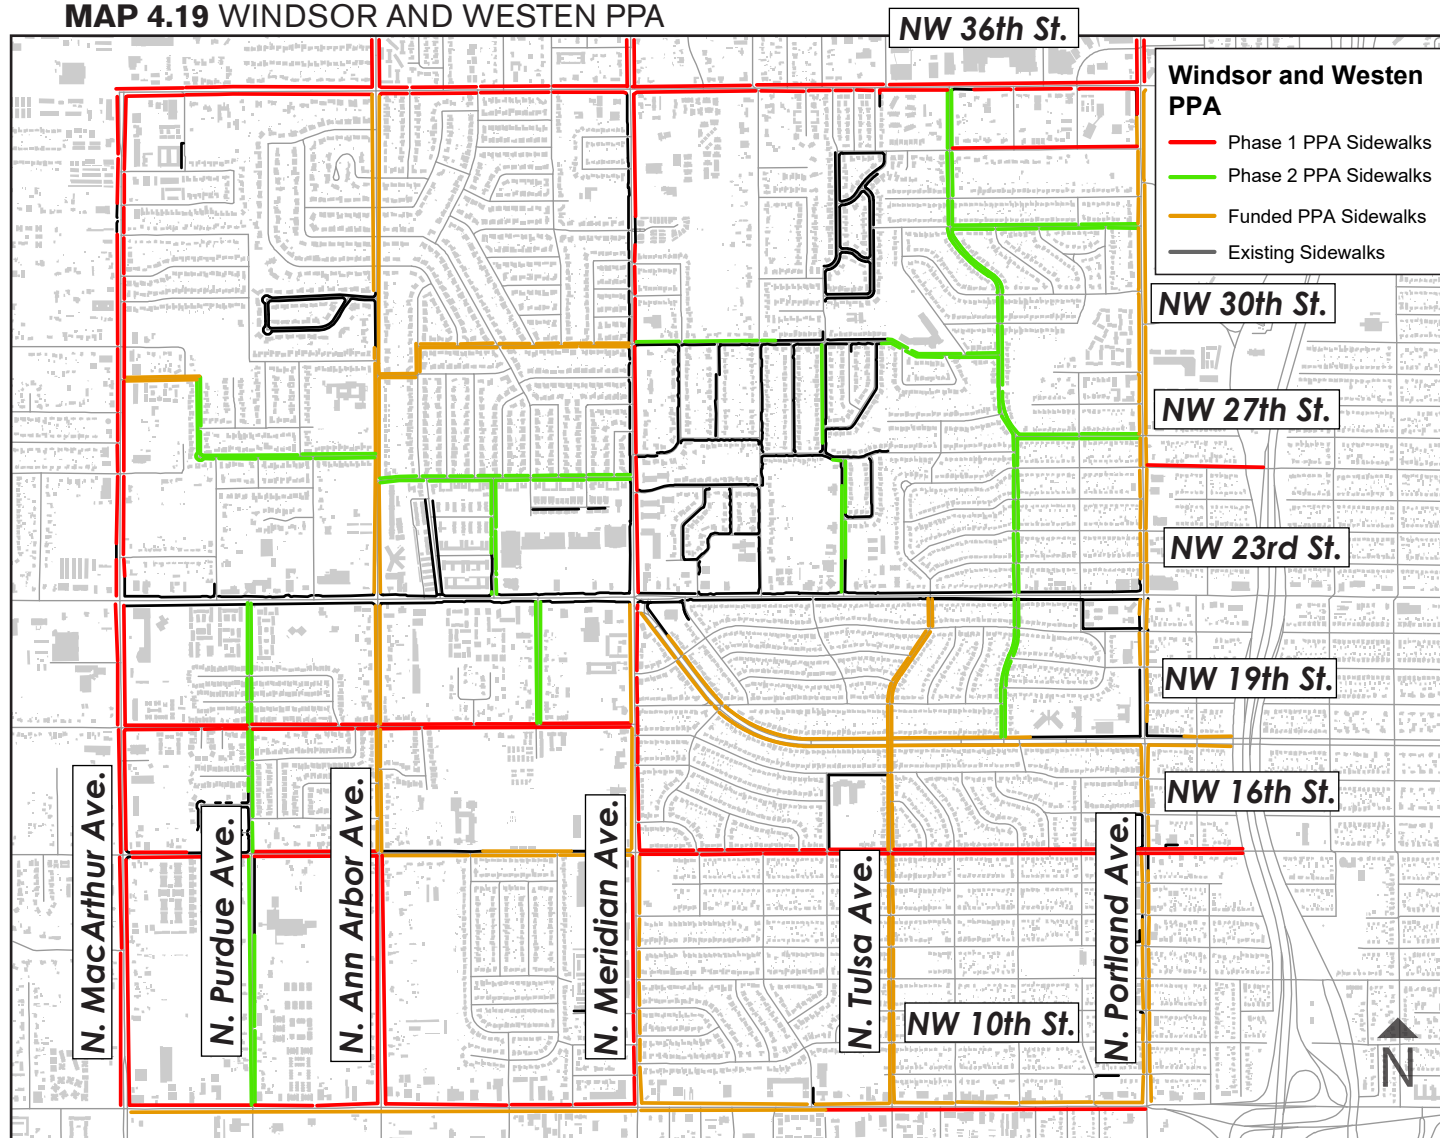 MAP 4.19 WINDSOR AND WESTEN PPA
NW 36th St.
Windsor and Westen
PPA
Phase 1 PPA Sidewalks
Phase 2 PPA Sidewalks
Funded PPA Sidewalks
Existing Sidewalks
NW 30th St.
NW 27th St.
NW 23rd St.
NW 19th St.
NW 16th St.
N. MacArthur Ave.
N. Purdue Ave.
N. Ann Arbor Ave.
N. Meridian Ave.
N. Tulsa Ave.
N. Portland Ave.
NW 10th St.
N